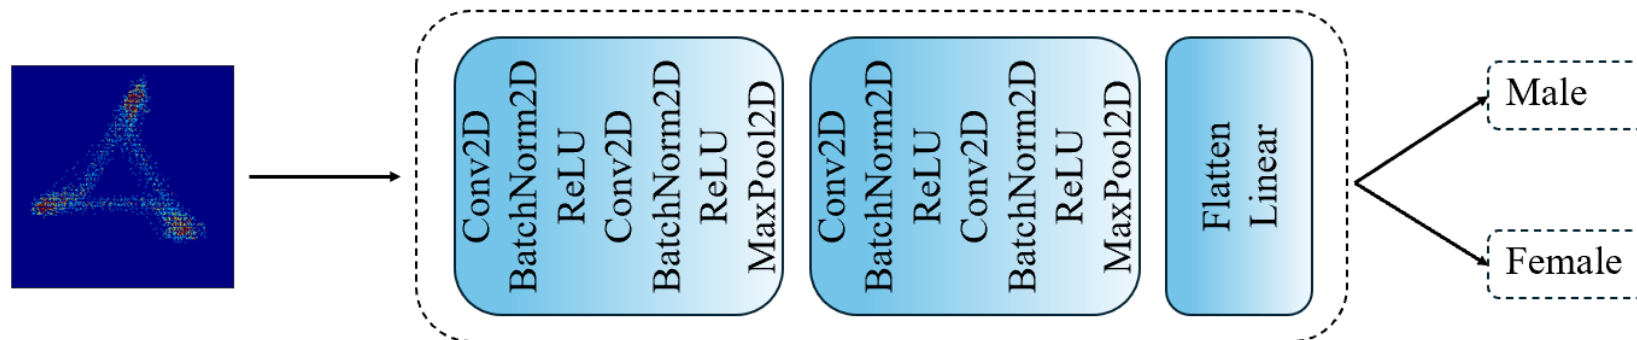 Conv2D
BatchNorm2D
ReLU
Conv2D
BatchNorm2D
ReLU
MaxPool2D
Conv2D
BatchNorm2D
ReLU
Conv2D
BatchNorm2D
ReLU
MaxPool2D
Flatten
Linear
Male
Female